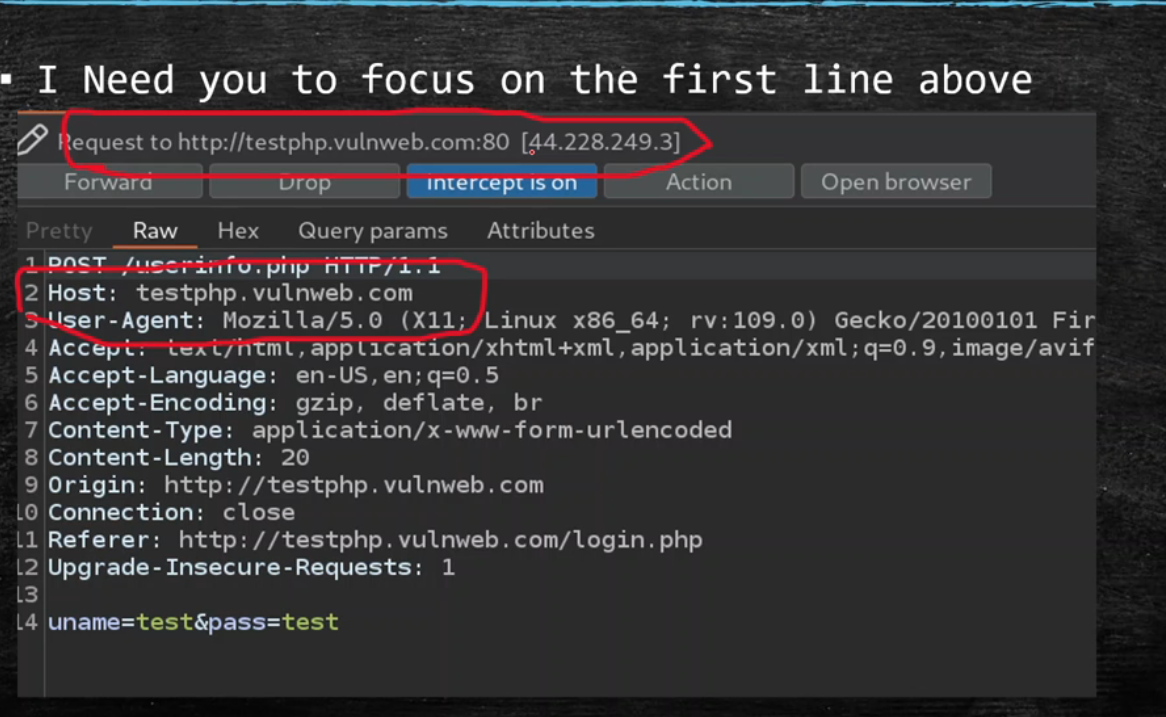 ▪ I Need you to focus on the first line above
Request to http://testphp.vulnweb.com:80 [44.228.249.3]
Forward Drop Intercept is on Action Open browser
Pretty Raw Hex Query params Attributes
1 POST /userinfo.php HTTP/1.1
2 Host: testphp.vulnweb.com
3 User-Agent: Mozilla/5.0 (X11; Linux x86_64; rv:109.0) Gecko/20100101 Fir
4 Accept: text/html,application/xhtml+xml,application/xml;q=0.9,image/avif
5 Accept-Language: en-US,en;q=0.5
6 Accept-Encoding: gzip, deflate, br
7 Content-Type: application/x-www-form-urlencoded
8 Content-Length: 20
9 Origin: http://testphp.vulnweb.com
10 Connection: close
11 Referer: http://testphp.vulnweb.com/login.php
12 Upgrade-Insecure-Requests: 1
13
14 uname=test&pass=test